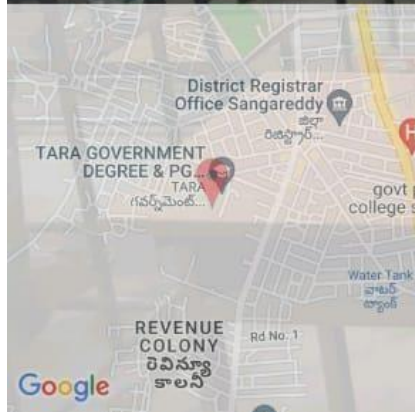 District Registrar
Office Sangareddy
జిల్లా
రిజిస్ట్రార్...
TARA GOVERNMENT
DEGREE & PG...
TARA
గవర్న్‌మెంట్...
H
govt
college s
Water Tank
వాటర్
ట్యాంక్
REVENUE
COLONY
రెవిన్యూ
కాలనీ
Rd No. 1
Google